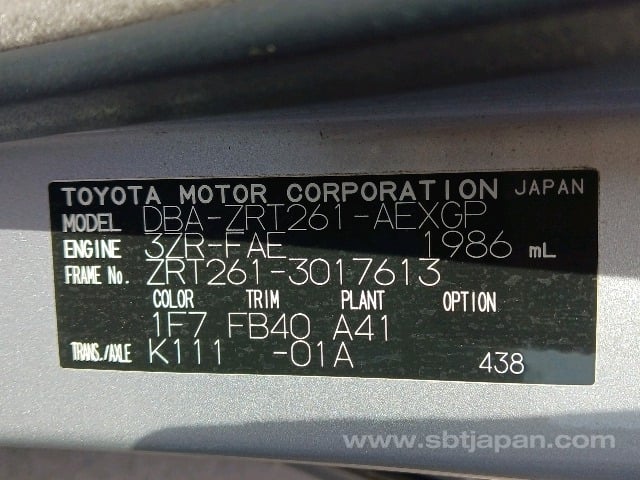 TOYOTA MOTOR CORPORATION JAPAN
MODEL DBA-ZRT261-AEXGP
ENGINE 3ZR-FAE 1986 mL
FRAME No. ZRT261-3017613
COLOR TRIM PLANT OPTION
1F7 FB40 A41
TRANS./AXLE K111 -01A 438
www.sbtjapan.com